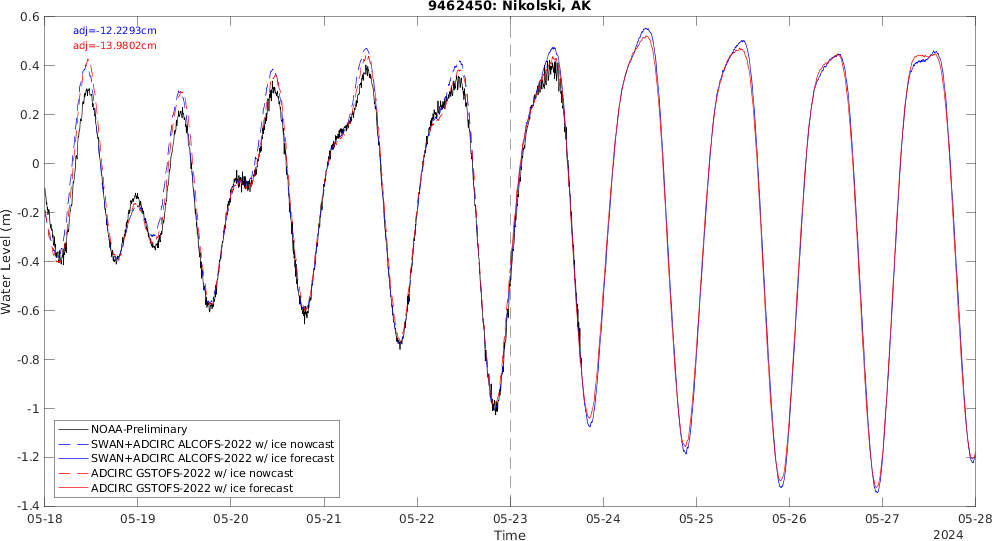 9462450: Nikolski, AK
adj=-12.2293cm
adj=-13.9802cm
0.6
0.4
0.2
0
-0.2
-0.4
-0.6
-0.8
-1
-1.2
-1.4
Water Level (m)
NOAA-Preliminary
SWAN+ADCIRC ALCOFS-2022 w/ ice nowcast
SWAN+ADCIRC ALCOFS-2022 w/ ice forecast
ADCIRC GSTOFS-2022 w/ ice nowcast
ADCIRC GSTOFS-2022 w/ ice forecast
05-18 05-19 05-20 05-21 05-22 05-23 05-24 05-25 05-26 05-27 05-28
Time
2024